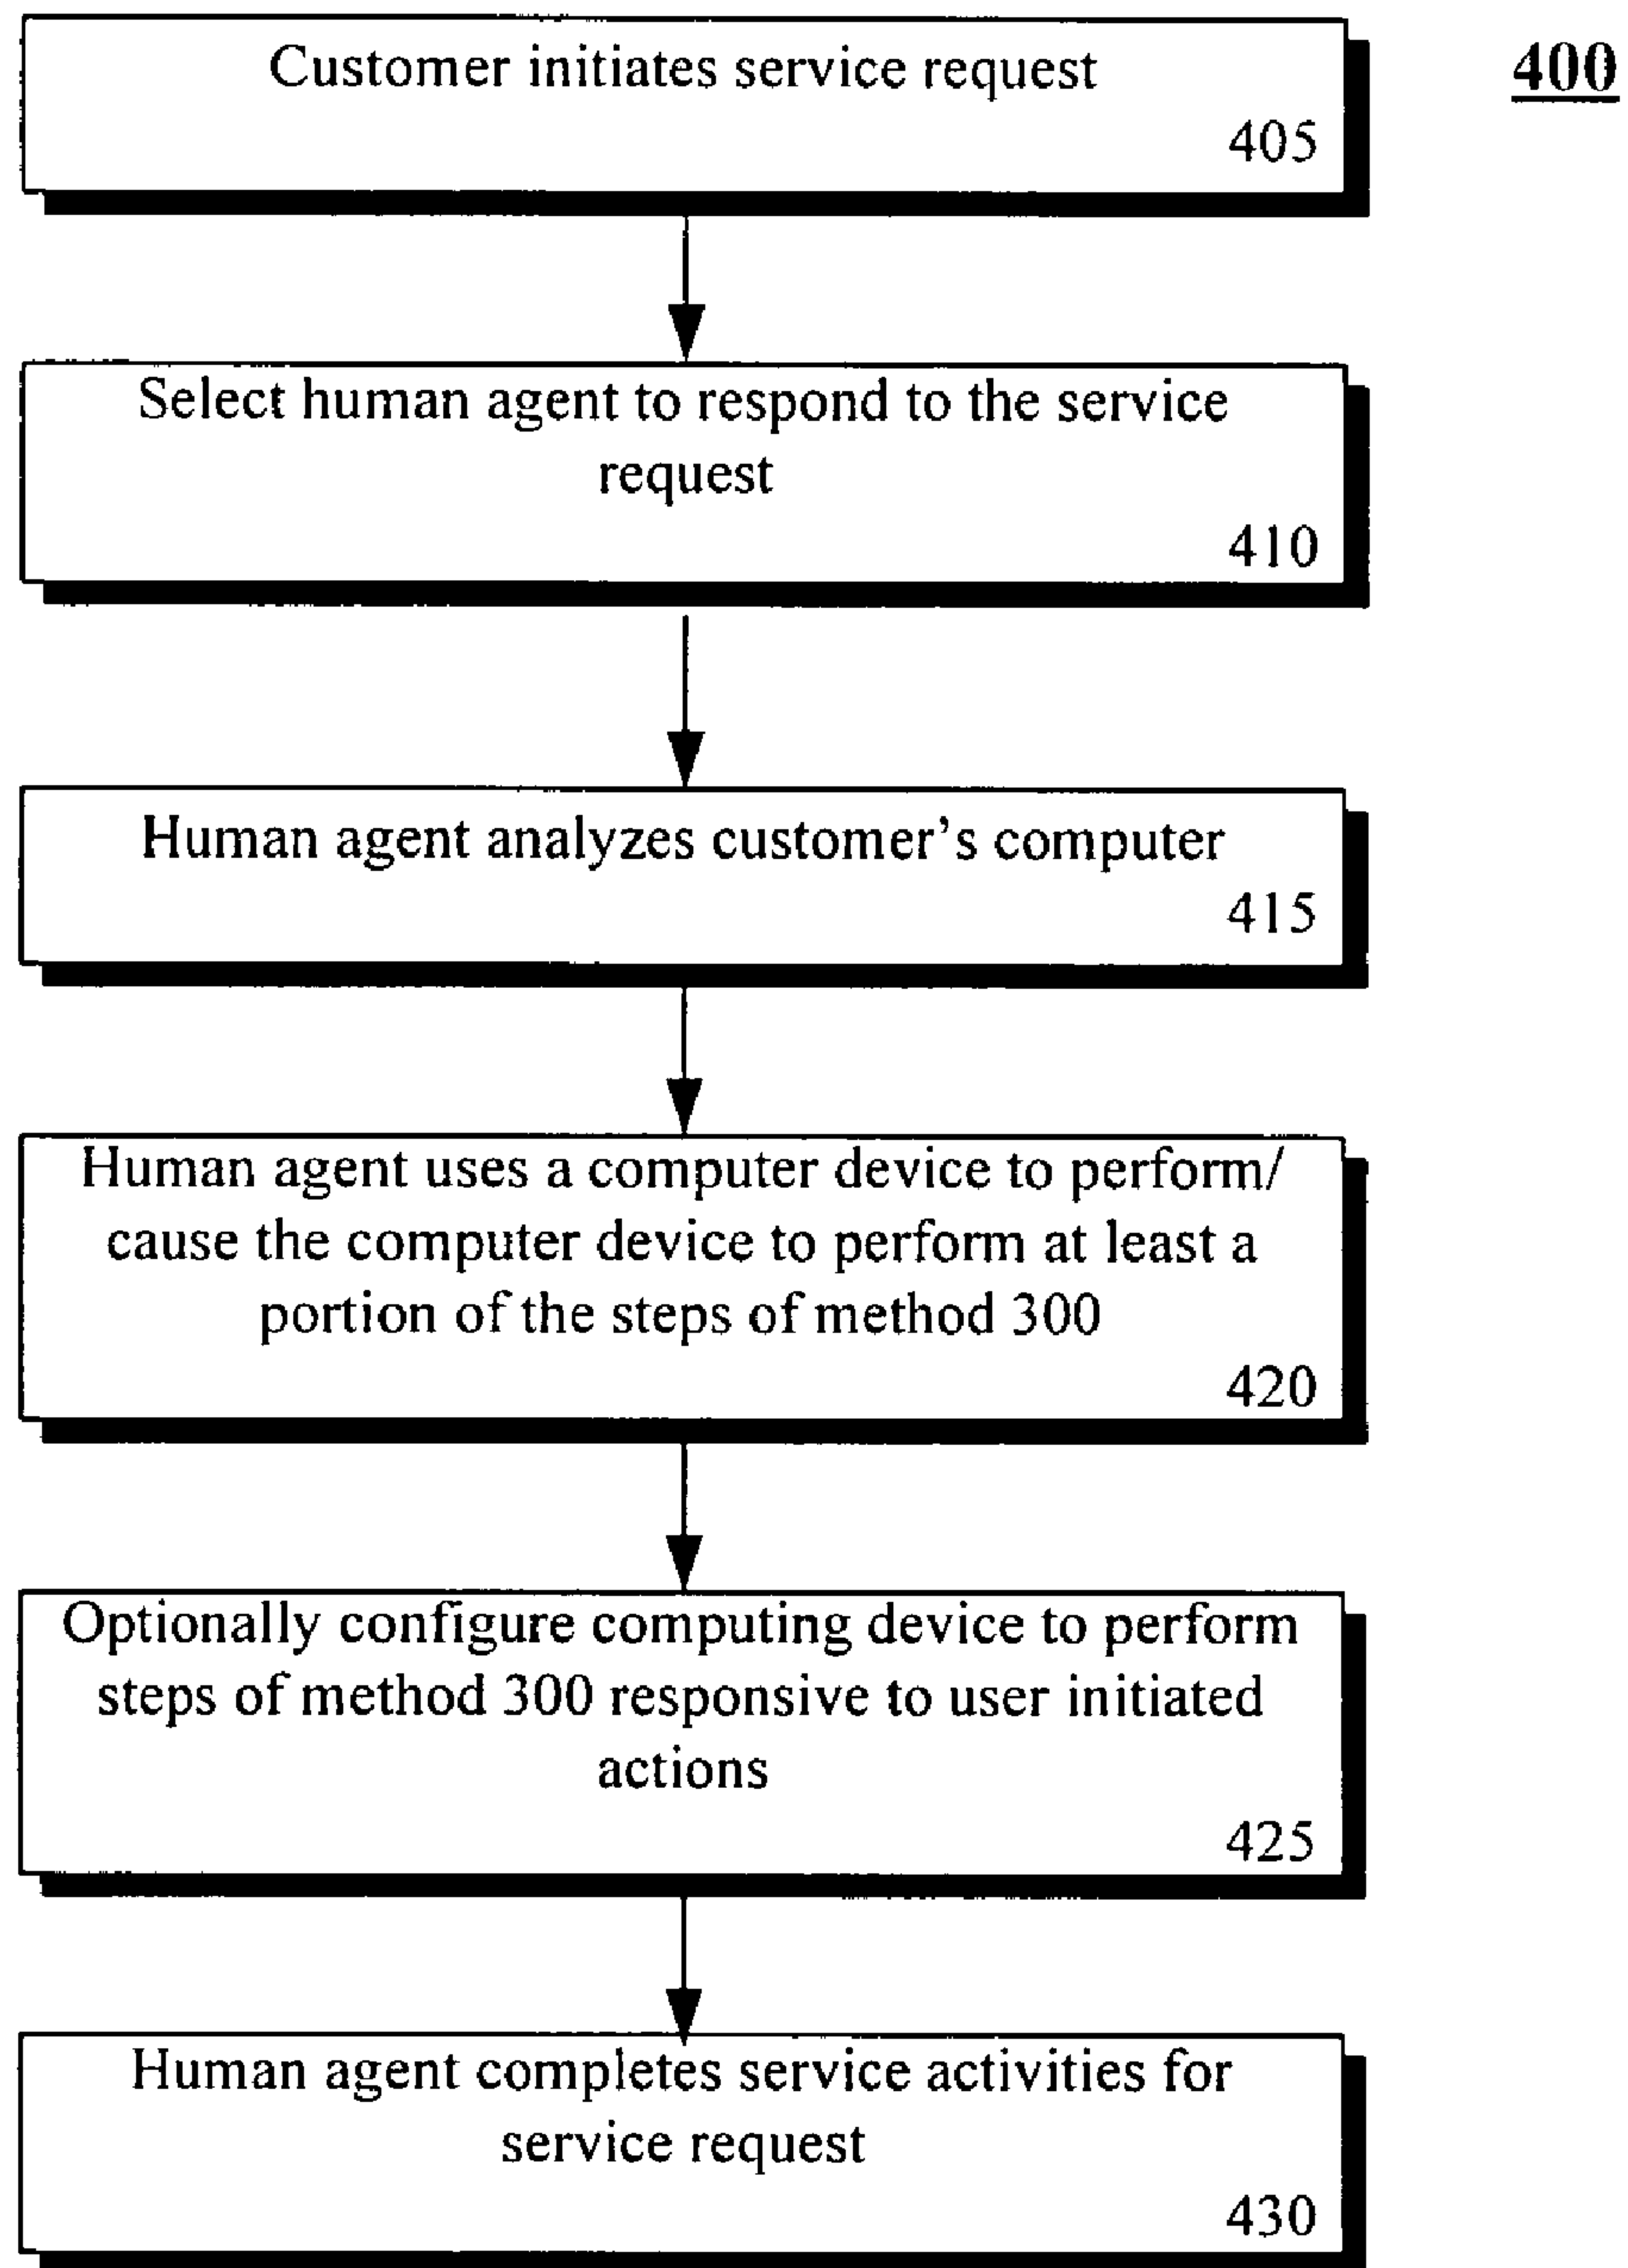 400
Customer initiates service request
405
Select human agent to respond to the service
request
410
Human agent analyzes customer's computer
415
Human agent uses a computer device to perform/
cause the computer device to perform at least a
portion of the steps of method 300
420
Optionally configure computing device to perform
steps of method 300 responsive to user initiated
actions
425
Human agent completes service activities for
service request
430